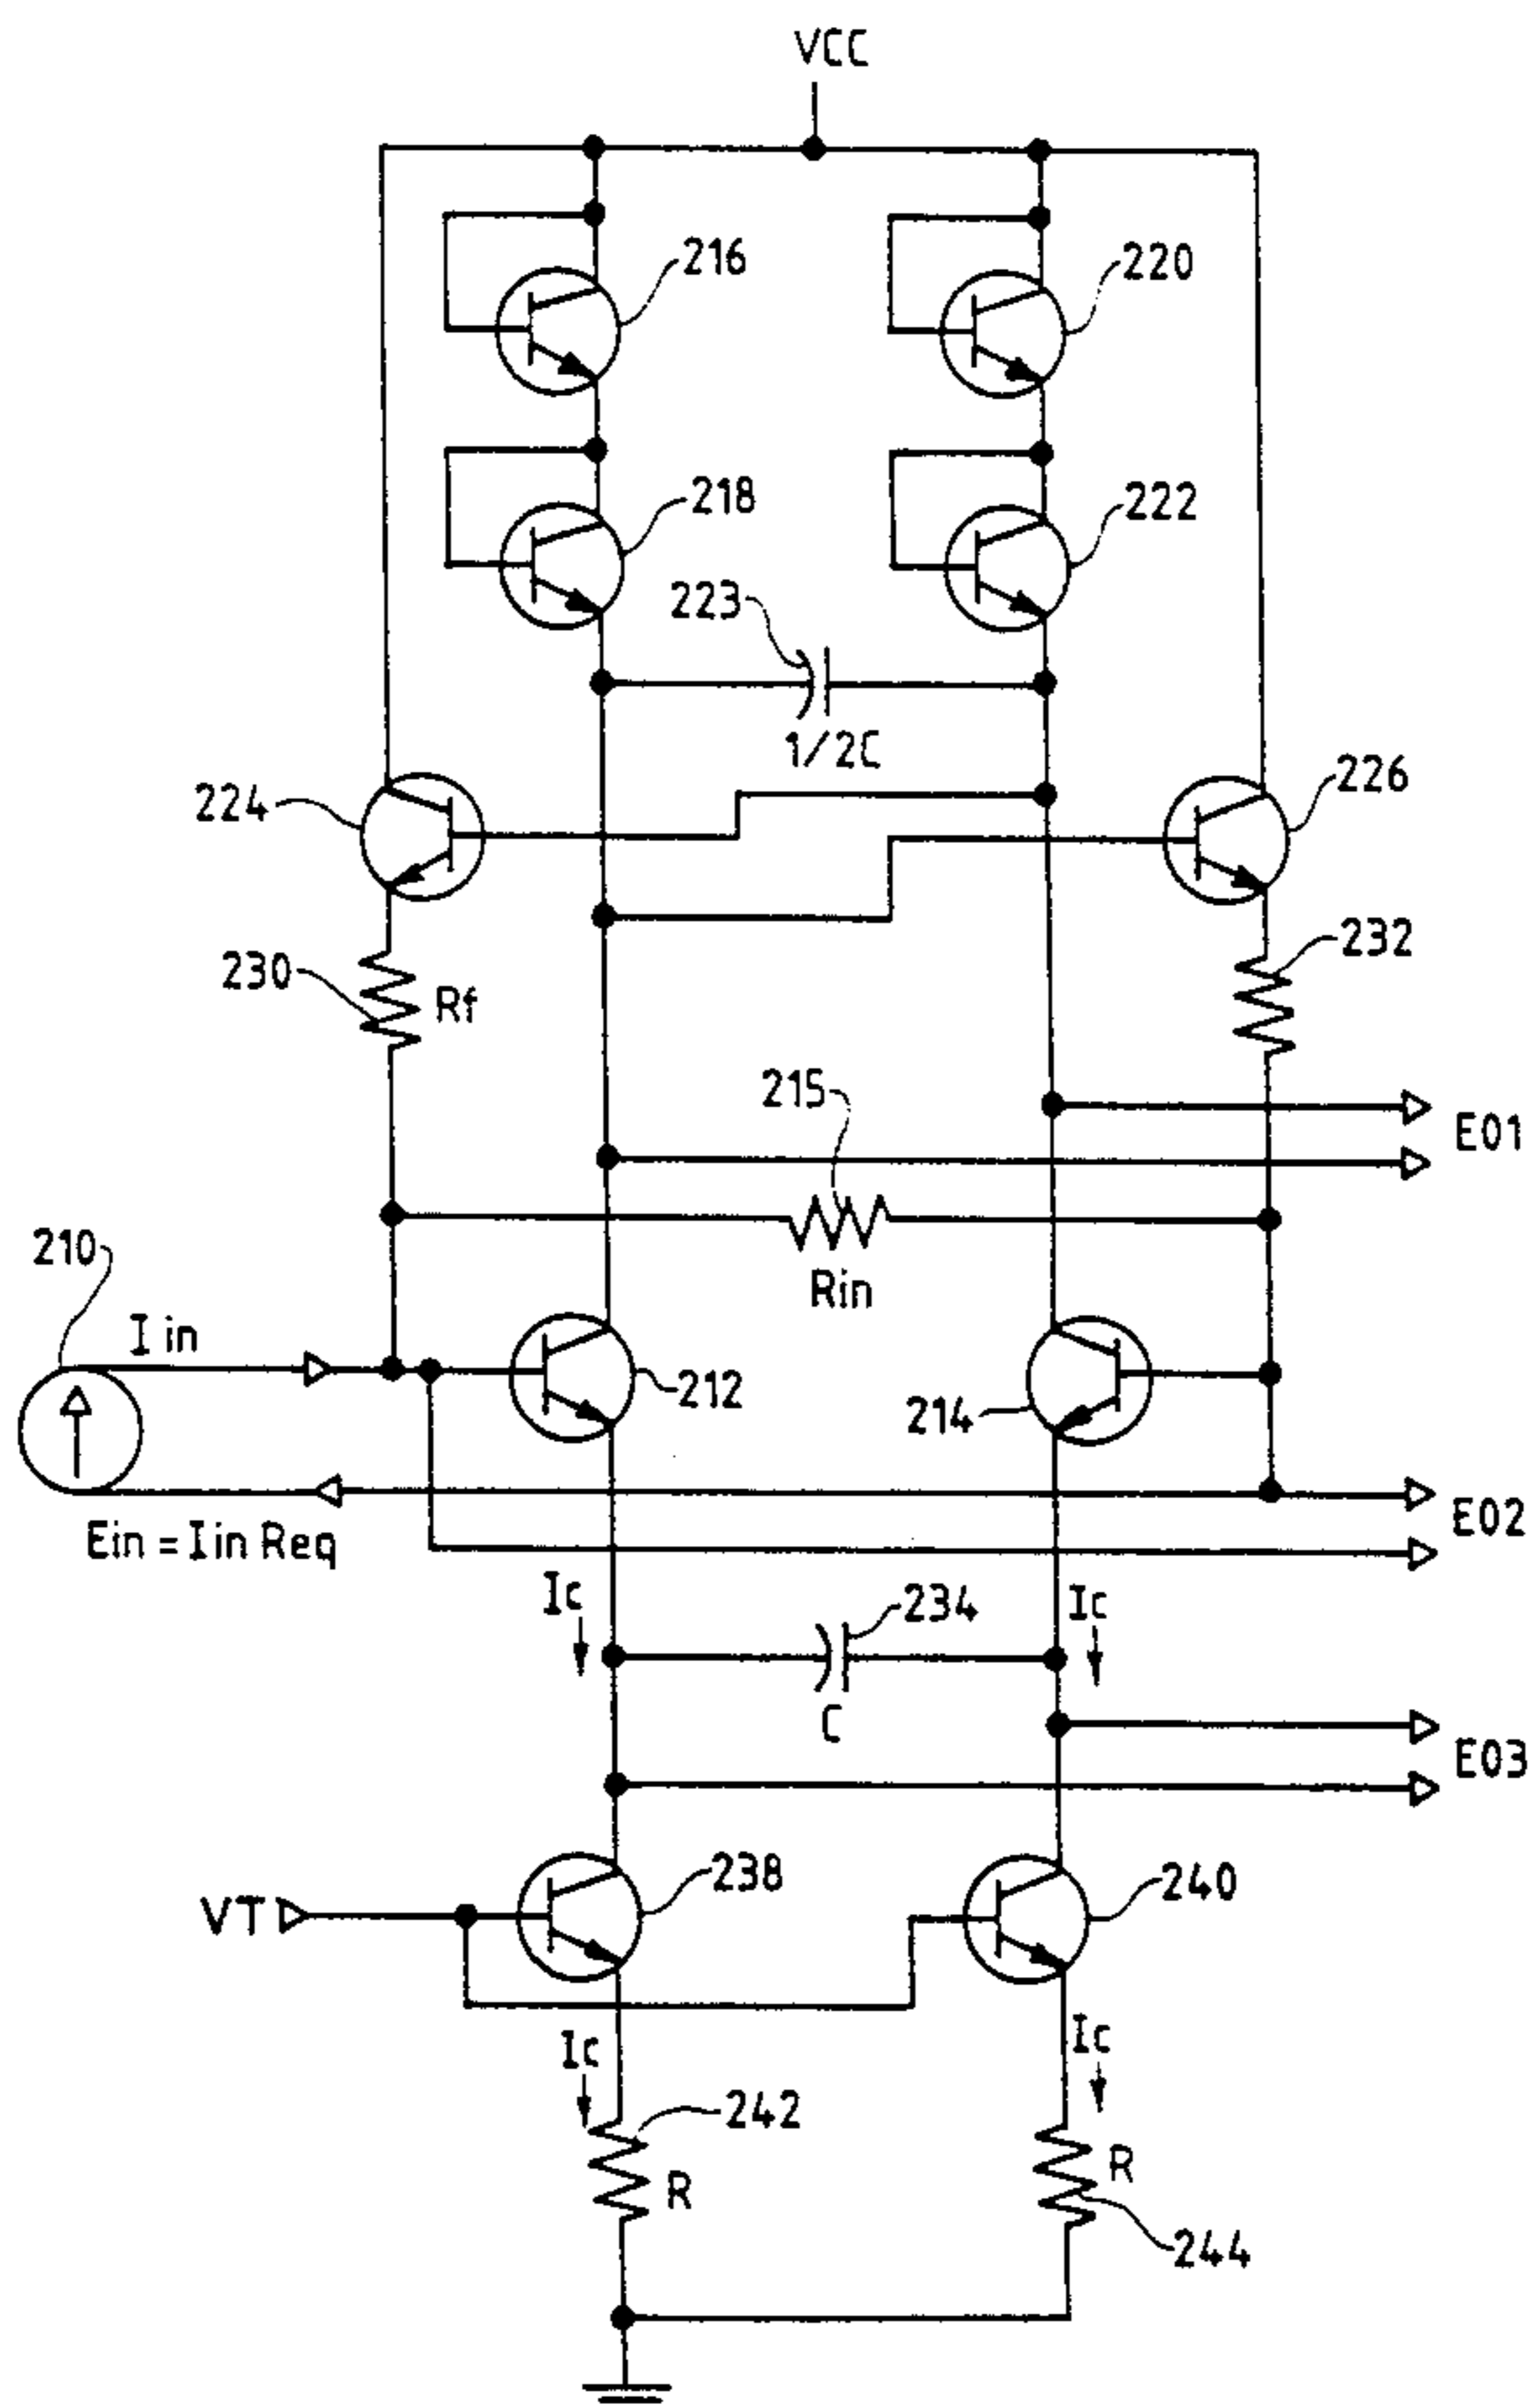 VCC
216
220
218
222
223
1/2C
224
226
230
Rf
232
215
E01
210
I in
Rin
212
214
Ein = Iin Req
E02
Ic
234
Ic
C
E03
VT
238
240
Ic
Ic
242
R
R
244